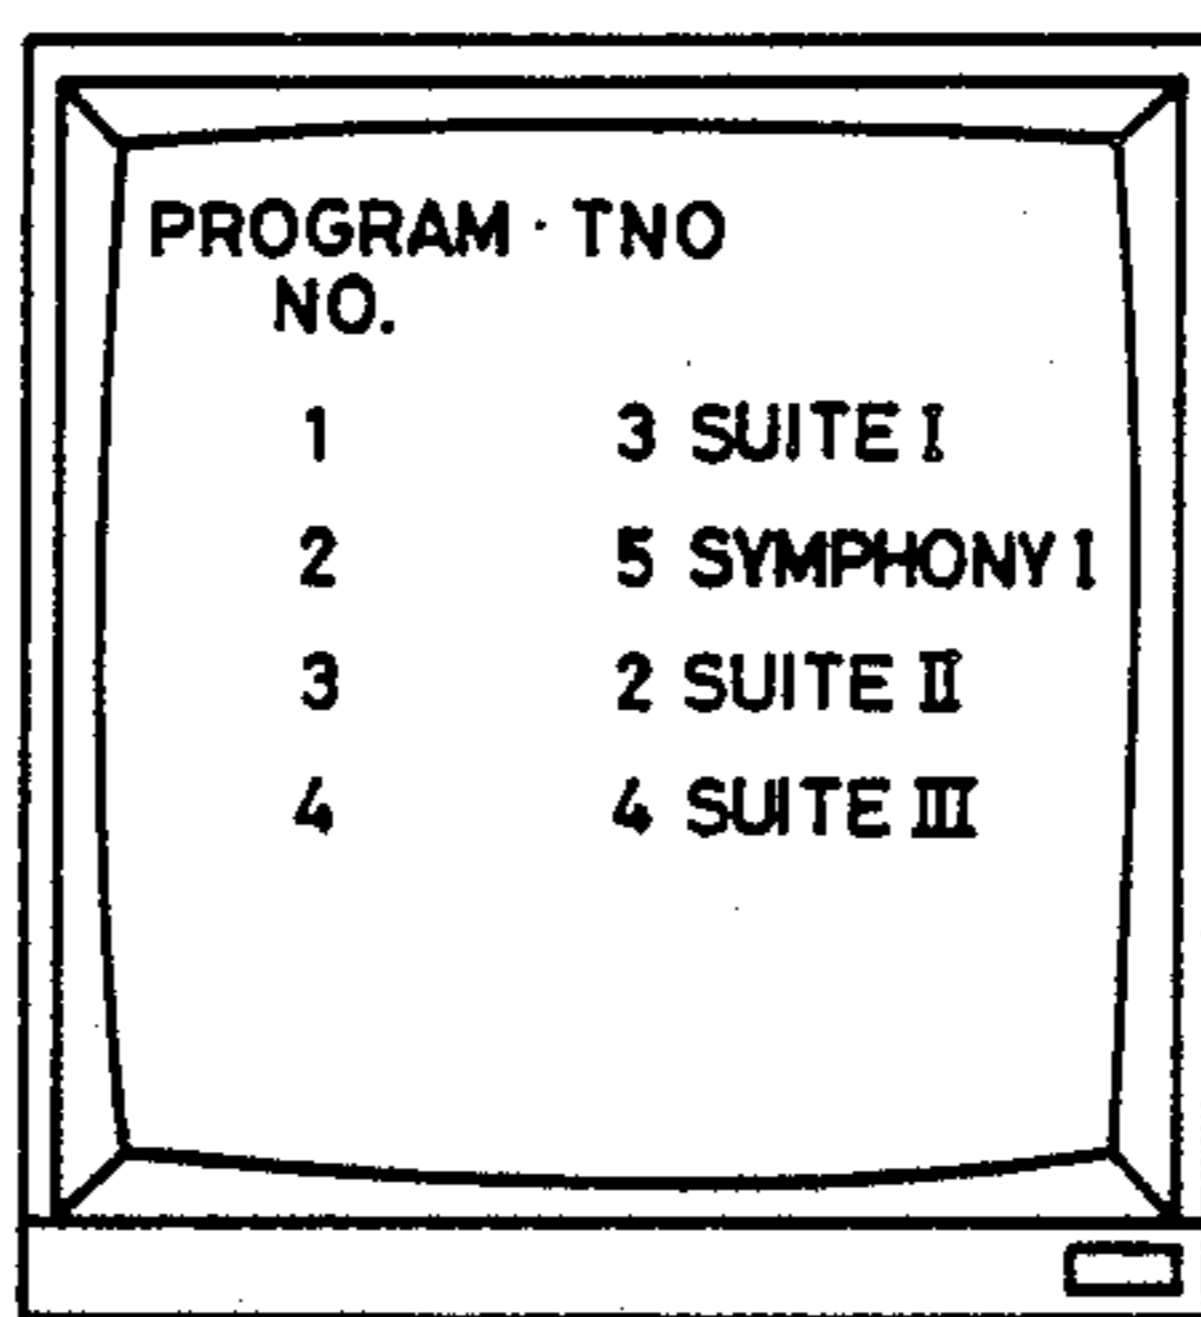 PROGRAM · TNO
NO.
1 3 SUITE I
2 5 SYMPHONY I
3 2 SUITE II
4 4 SUITE III